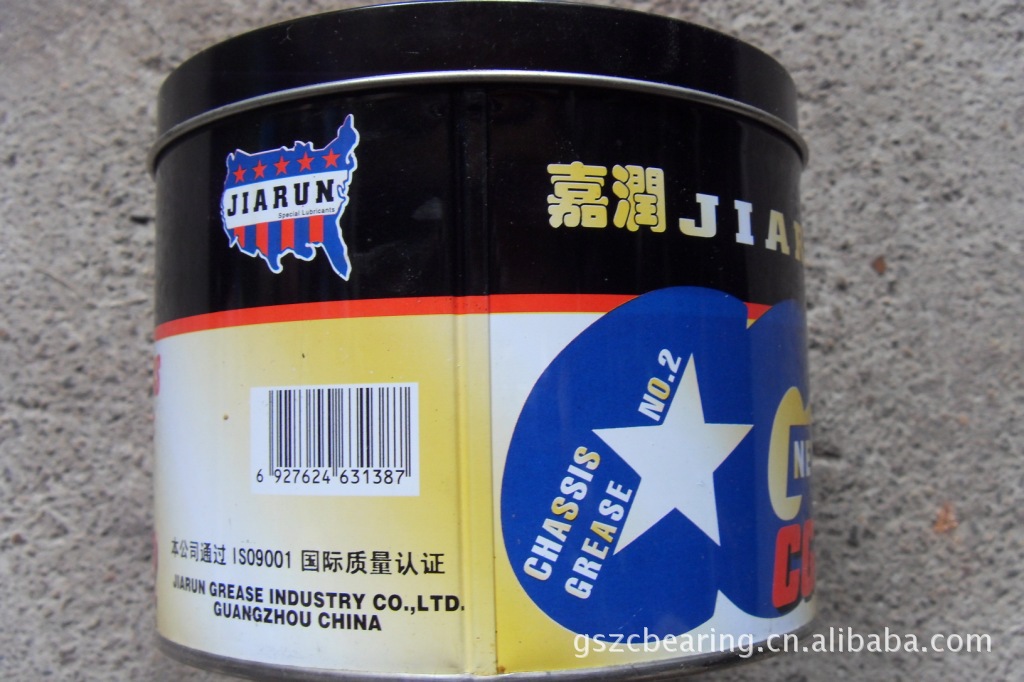 JIARUN
Special Lubricants
嘉潤 JIA
NO.2
CHASSIS
GREASE
NE
6 927624 631387
本公司通过 ISO9001 国际质量认证
JIARUN GREASE INDUSTRY CO.,LTD.
GUANGZHOU CHINA
gszcbearing.cn.alibaba.com